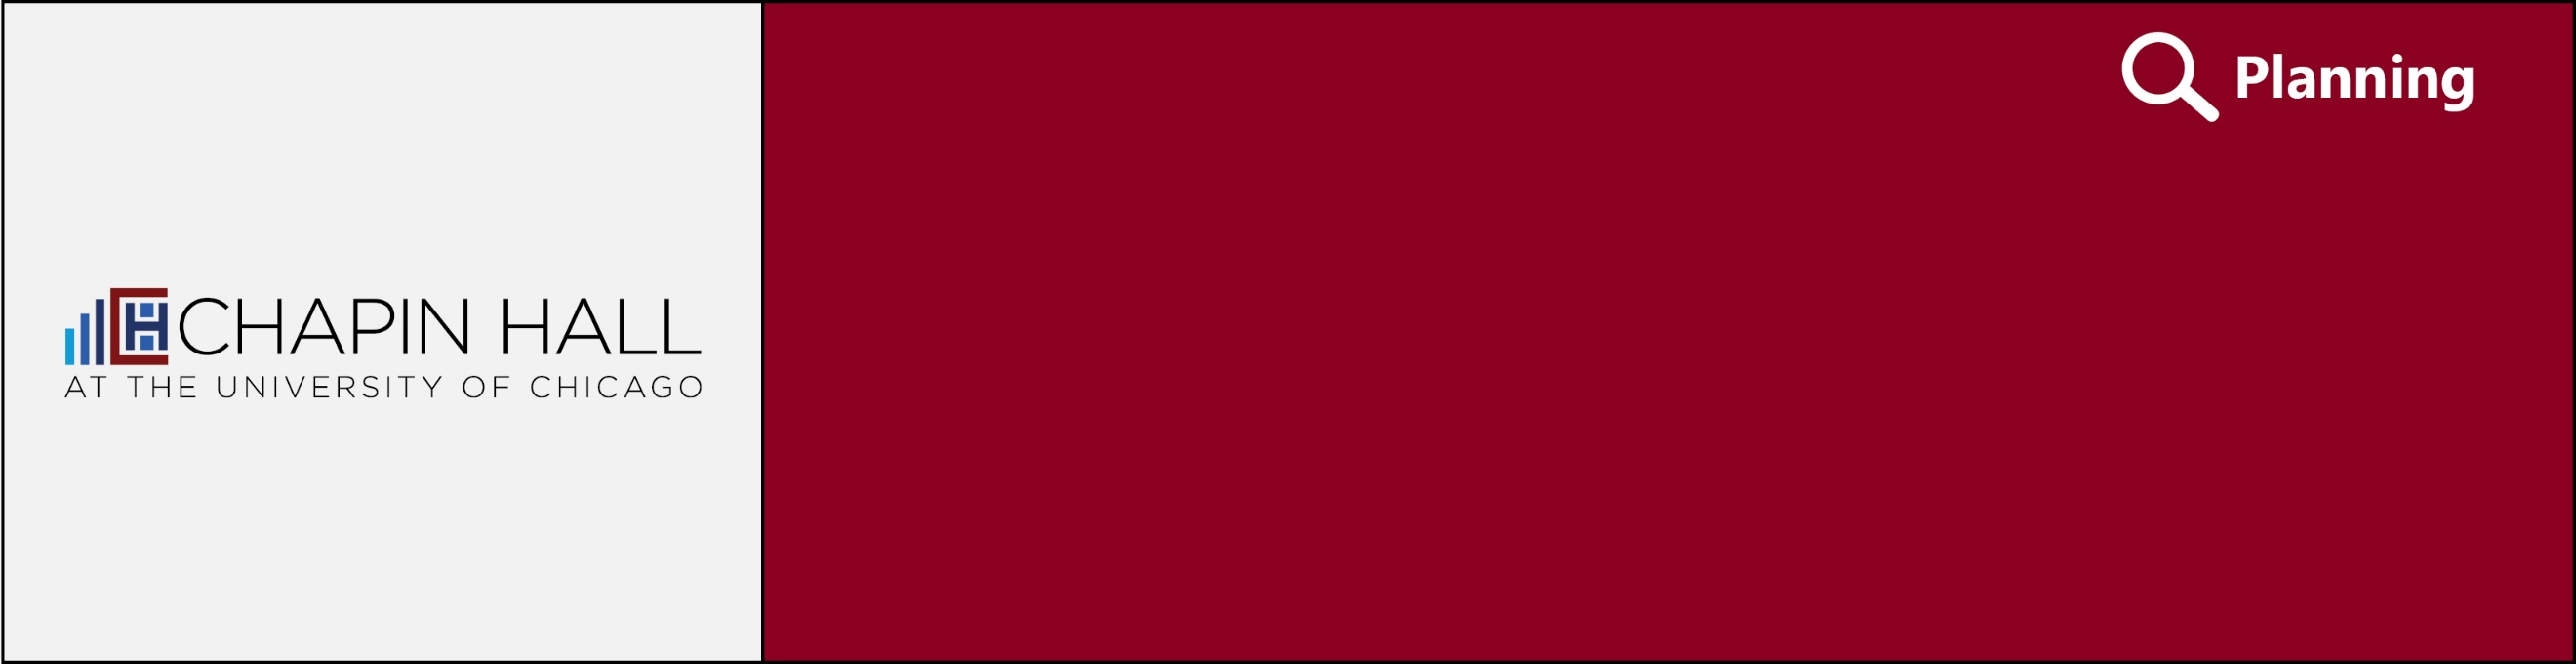 CHAPIN HALL
AT THE UNIVERSITY OF CHICAGO
Planning